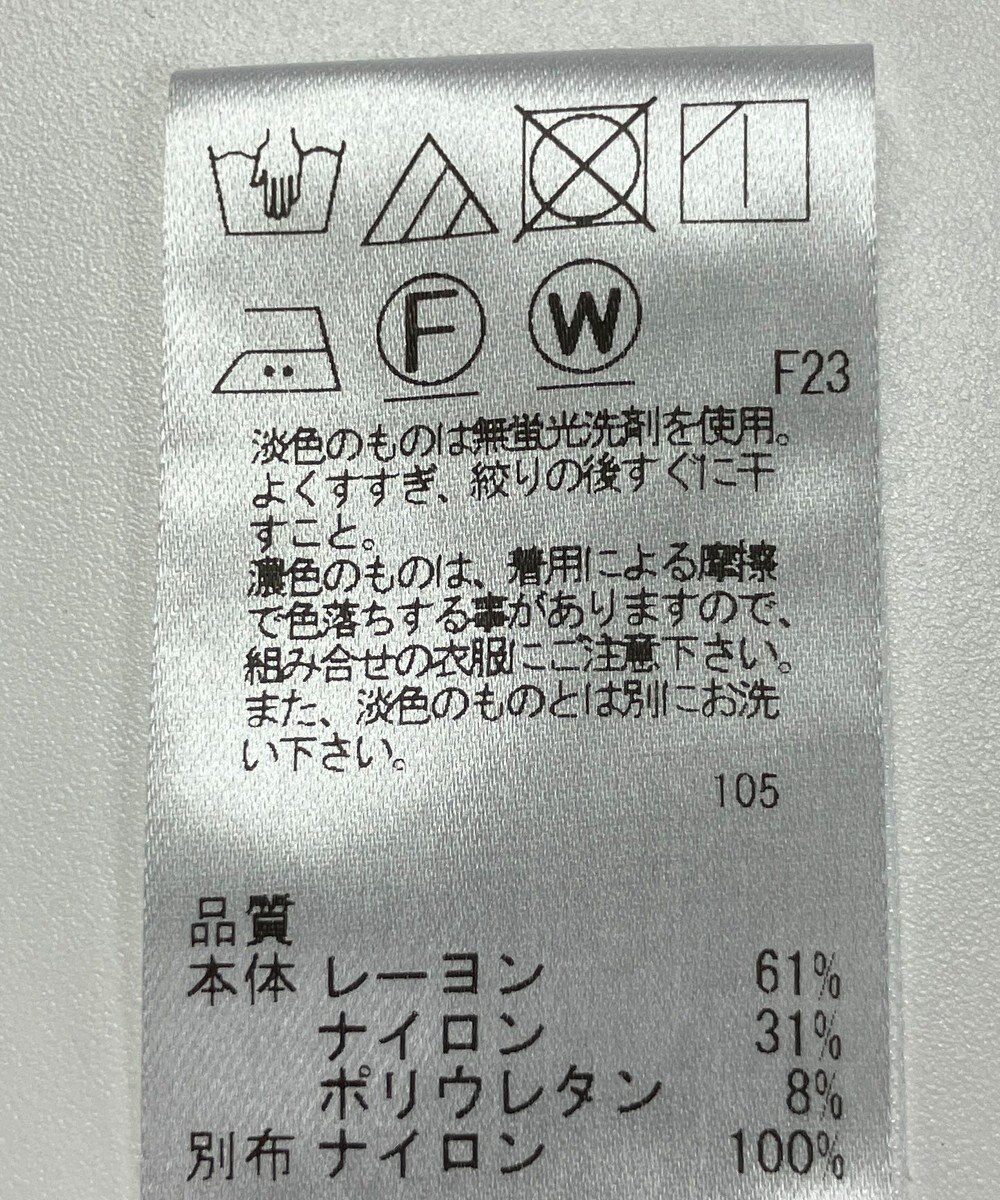 F W F23
淡色のものは無蛍光洗剤を使用。
よくすすぎ、絞りの後すぐに干
すこと。
濃色のものは、着用による摩擦
で色落ちする事がありますので、
組み合せの衣服にご注意下さい。
また、淡色のものとは別にお洗
い下さい。
105
品質
本体 レーヨン 61%
ナイロン 31%
ポリウレタン 8%
別布 ナイロン 100%